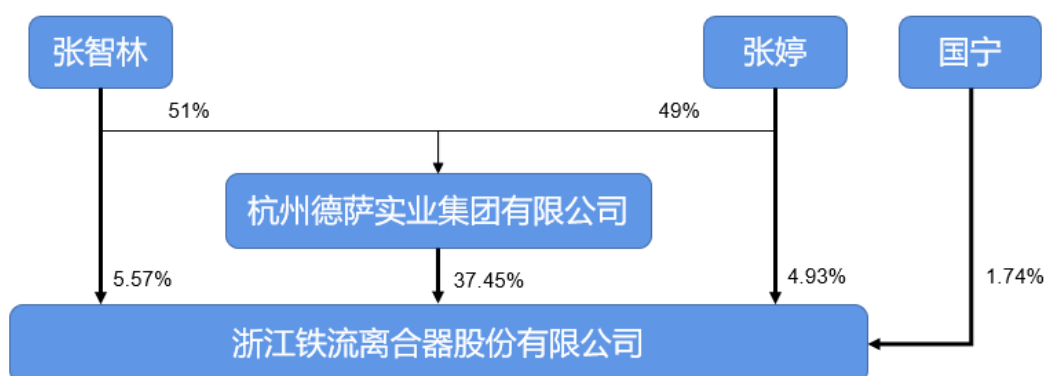 张智林
张婷
国宁
51%
49%
杭州德萨实业集团有限公司
5.57%
37.45%
4.93%
1.74%
浙江铁流离合器股份有限公司